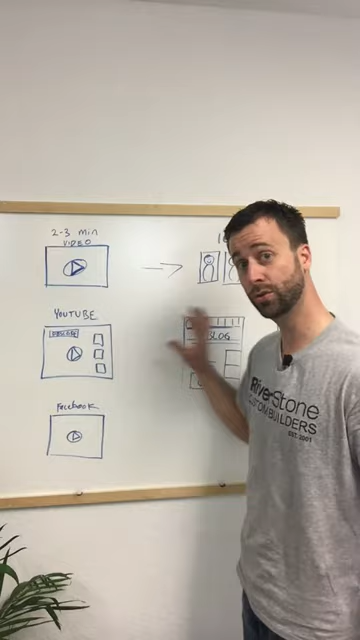 2-3 min
VIDEO
YOUTUBE
BLOG
Facebook
RiverStone
CUSTOM BUILDERS
EST. 2001